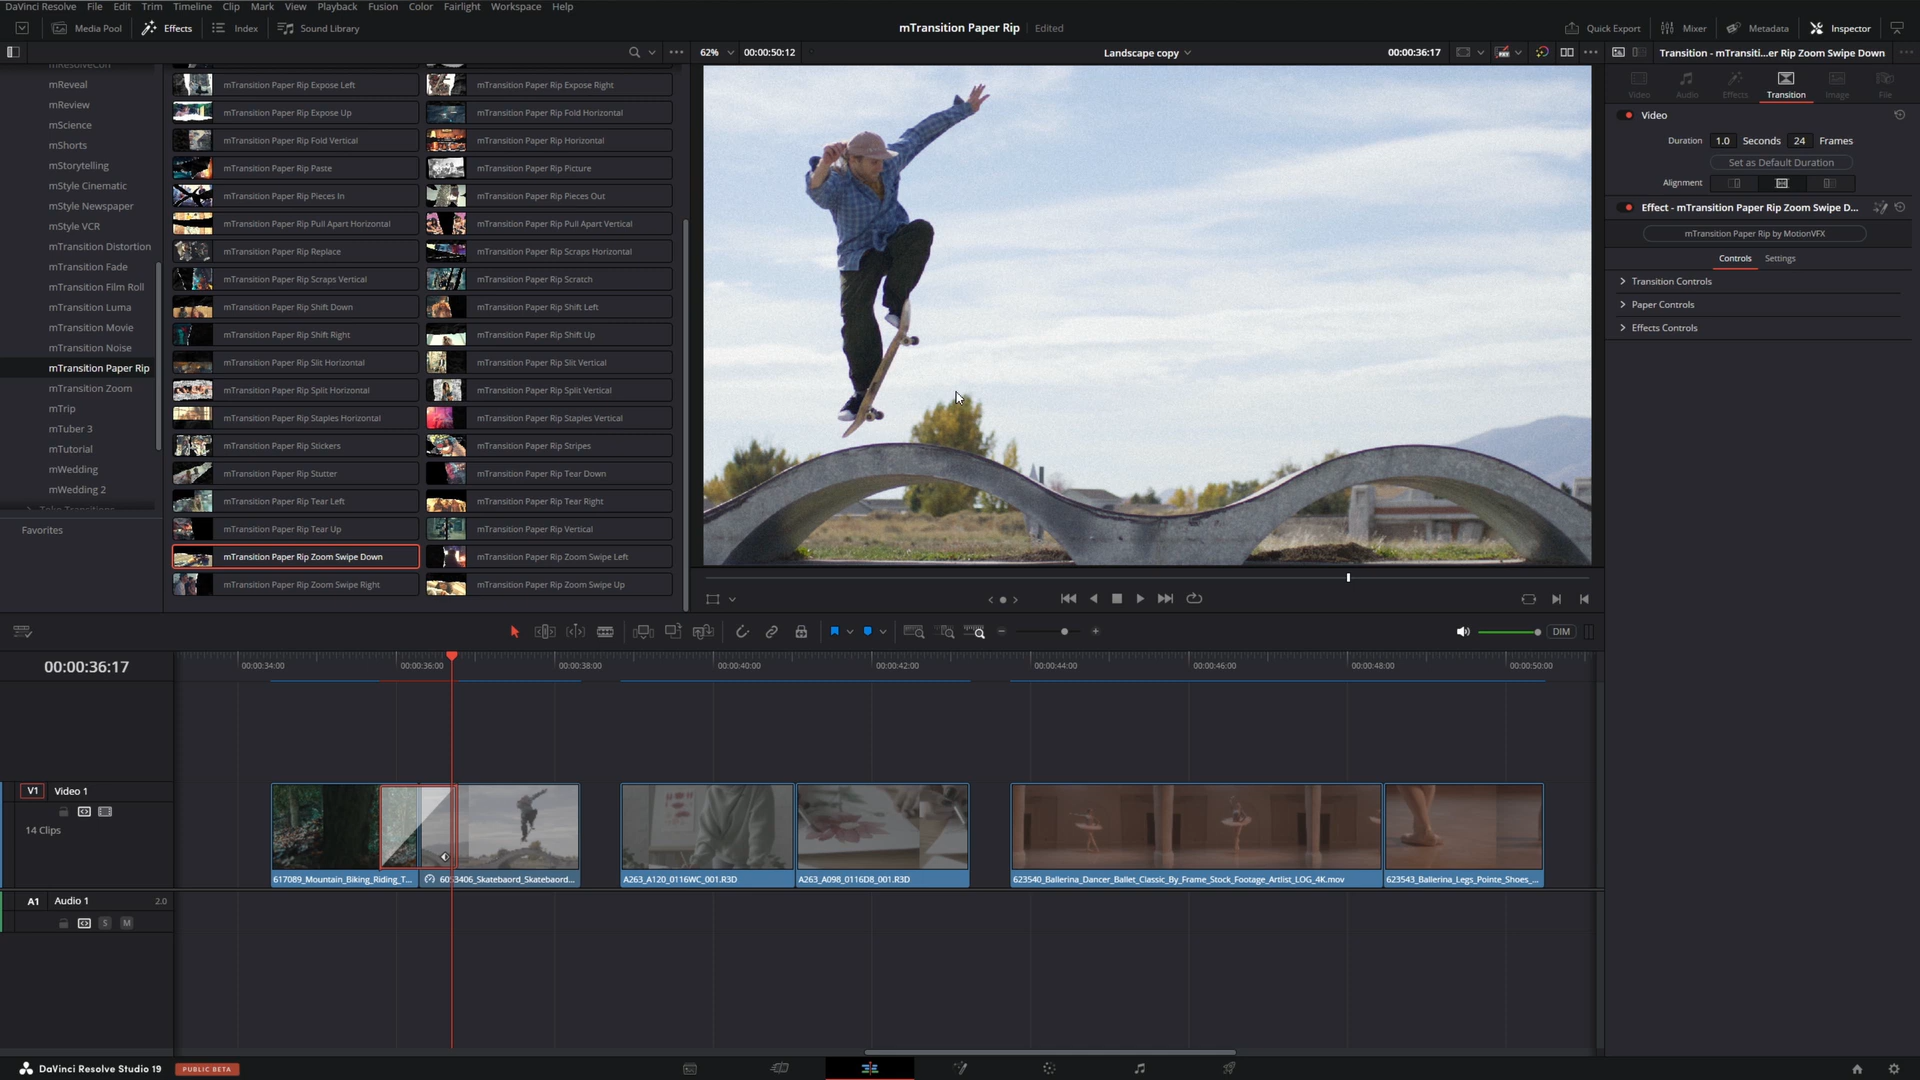 DaVinci Resolve File Edit Trim Timeline Clip Mark View Playback Fusion Color Fairlight Workspace Help
Media Pool Effects Index Sound Library mTransition Paper Rip Edited Quick Export Mixer Metadata Inspector
62% 00:00:50:12 Landscape copy 00:00:36:17 Transition - mTransiti...er Rip Zoom Swipe Down
Video Audio Effects Transition Image File
Video
Duration 1.0 Seconds 24 Frames
Set as Default Duration
Alignment
Effect - mTransition Paper Rip Zoom Swipe D...
mTransition Paper Rip by MotionVFX
Controls Settings
Transition Controls
Paper Controls
Effects Controls
mReveal
mReview
mScience
mShorts
mStorytelling
mStyle Cinematic
mStyle Newspaper
mStyle VCR
mTransition Distortion
mTransition Fade
mTransition Film Roll
mTransition Luma
mTransition Movie
mTransition Noise
mTransition Paper Rip
mTransition Zoom
mTrip
mTuber 3
mTutorial
mWedding
mWedding 2
Favorites
mTransition Paper Rip Expose Left mTransition Paper Rip Expose Right
mTransition Paper Rip Expose Up mTransition Paper Rip Fold Horizontal
mTransition Paper Rip Fold Vertical mTransition Paper Rip Horizontal
mTransition Paper Rip Paste mTransition Paper Rip Picture
mTransition Paper Rip Pieces In mTransition Paper Rip Pieces Out
mTransition Paper Rip Pull Apart Horizontal mTransition Paper Rip Pull Apart Vertical
mTransition Paper Rip Replace mTransition Paper Rip Scraps Horizontal
mTransition Paper Rip Scraps Vertical mTransition Paper Rip Scratch
mTransition Paper Rip Shift Down mTransition Paper Rip Shift Left
mTransition Paper Rip Shift Right mTransition Paper Rip Shift Up
mTransition Paper Rip Slit Horizontal mTransition Paper Rip Slit Vertical
mTransition Paper Rip Split Horizontal mTransition Paper Rip Split Vertical
mTransition Paper Rip Staples Horizontal mTransition Paper Rip Staples Vertical
mTransition Paper Rip Stickers mTransition Paper Rip Stripes
mTransition Paper Rip Stutter mTransition Paper Rip Tear Down
mTransition Paper Rip Tear Left mTransition Paper Rip Tear Right
mTransition Paper Rip Tear Up mTransition Paper Rip Vertical
mTransition Paper Rip Zoom Swipe Down mTransition Paper Rip Zoom Swipe Left
mTransition Paper Rip Zoom Swipe Right mTransition Paper Rip Zoom Swipe Up
DIM
00:00:36:17 00:00:34:00 00:00:36:00 00:00:38:00 00:00:40:00 00:00:42:00 00:00:44:00 00:00:46:00 00:00:48:00 00:00:50:00
V1 Video 1
14 Clips
617089_Mountain_Biking_Riding_T... 6053406_Skatebaord_Skatebaord... A263_A120_0116WC_001.R3D A263_A098_0116D8_001.R3D 623540_Ballerina_Dancer_Ballet_Classic_By_Frame_Stock_Footage_Artlist_LOG_4K.mov 623543_Ballerina_Legs_Pointe_Shoes_...
A1 Audio 1 2.0
S M
DaVinci Resolve Studio 19 PUBLIC BETA